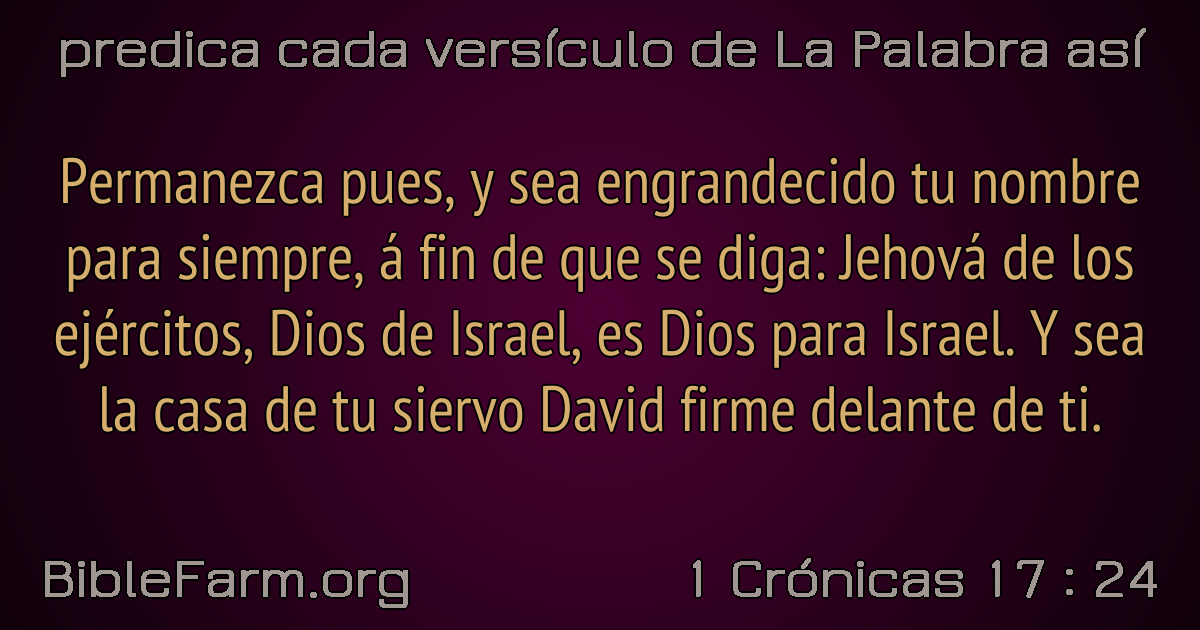 predica cada versículo de La Palabra así
Permanezca pues, y sea engrandecido tu nombre
para siempre, á fin de que se diga: Jehová de los
ejércitos, Dios de Israel, es Dios para Israel. Y sea
la casa de tu siervo David firme delante de ti.
BibleFarm.org
1 Crónicas 17 : 24